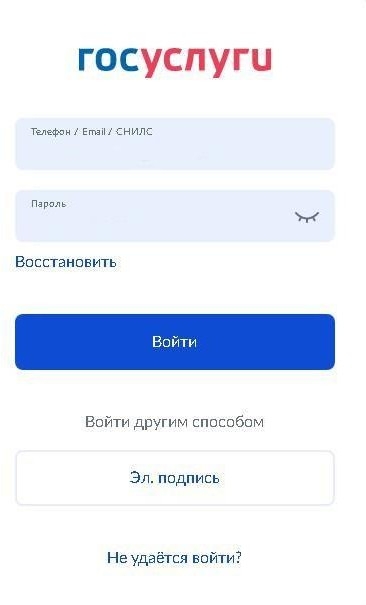 госуслуги
Телефон / Email / СНИЛС
Пароль
Восстановить
Войти
Войти другим способом
Эл. подпись
Не удаётся войти?